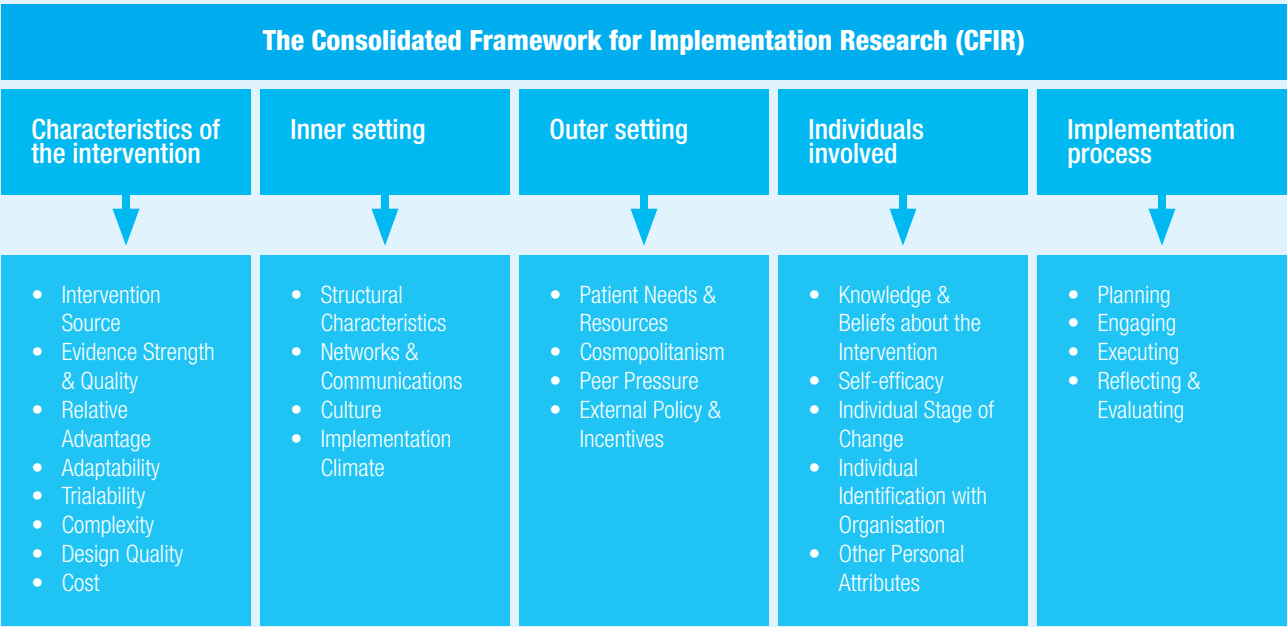 The Consolidated Framework for Implementation Research (CFIR)
Characteristics of
the intervention
• Intervention
Source
• Evidence Strength
& Quality
• Relative
Advantage
• Adaptability
• Trialability
• Complexity
• Design Quality
• Cost
Inner setting
• Structural
Characteristics
• Networks &
Communications
• Culture
• Implementation
Climate
Outer setting
• Patient Needs &
Resources
• Cosmopolitanism
• Peer Pressure
• External Policy &
Incentives
Individuals
involved
• Knowledge &
Beliefs about the
Intervention
• Self-efficacy
• Individual Stage of
Change
• Individual
Identification with
Organisation
• Other Personal
Attributes
Implementation
process
• Planning
• Engaging
• Executing
• Reflecting &
Evaluating